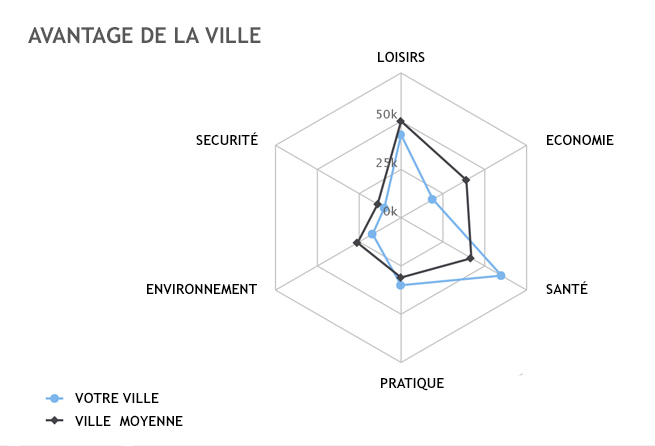 AVANTAGE DE LA VILLE
LOISIRS
50k
SECURITÉ
ECONOMIE
25k
0k
ENVIRONNEMENT
SANTÉ
PRATIQUE
VOTRE VILLE
VILLE MOYENNE